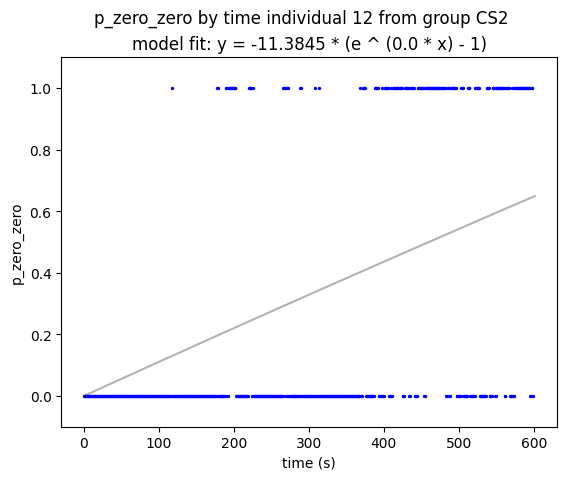 p_zero_zero by time individual 12 from group CS2
model fit: y = -11.3845 * (e ^ (0.0 * x) - 1)
1.0
0.8
0.6
0.4
0.2
0.0
p_zero_zero
0 100 200 300 400 500 600
time (s)